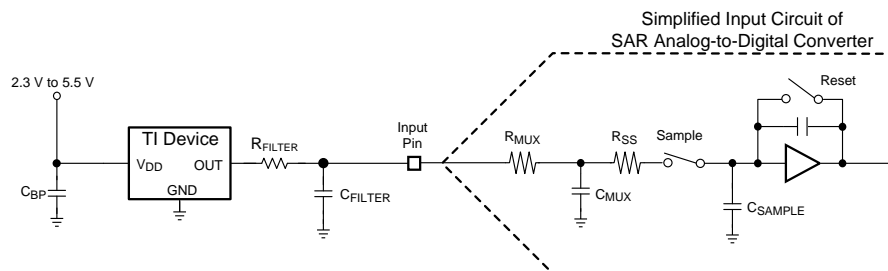 Simplified Input Circuit of
SAR Analog-to-Digital Converter
2.3 V to 5.5 V
Reset
TI Device
RFILTER
Input
Pin
RMUX
RSS
Sample
VDD
OUT
GND
CBP
CFILTER
CMUX
CSAMPLE